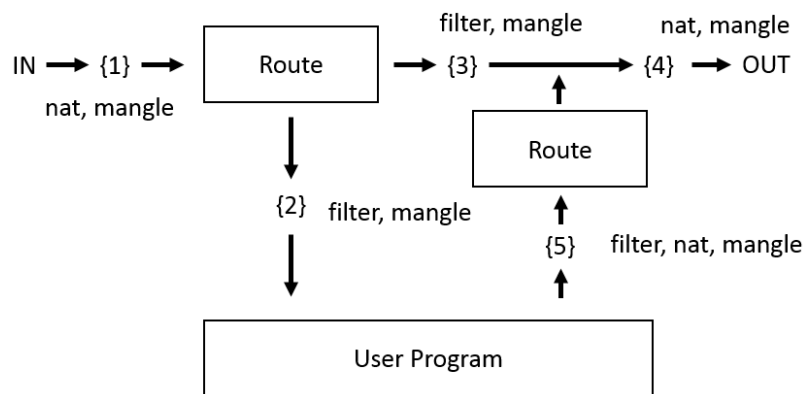 filter, mangle
nat, mangle
IN {1} Route {3} {4} OUT
nat, mangle
Route
{2} filter, mangle
{5} filter, nat, mangle
User Program